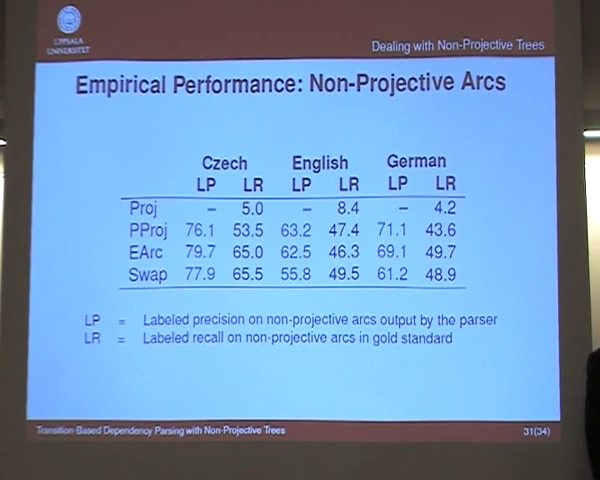 UPPSALA
UNIVERSITET
Dealing with Non-Projective Trees
Empirical Performance: Non-Projective Arcs
Czech English German
LP LR LP LR LP LR
Proj – 5.0 – 8.4 – 4.2
PProj 76.1 53.5 63.2 47.4 71.1 43.6
EArc 79.7 65.0 62.5 46.3 69.1 49.7
Swap 77.9 65.5 55.8 49.5 61.2 48.9
LP = Labeled precision on non-projective arcs output by the parser
LR = Labeled recall on non-projective arcs in gold standard
Transition-Based Dependency Parsing with Non-Projective Trees 31(34)